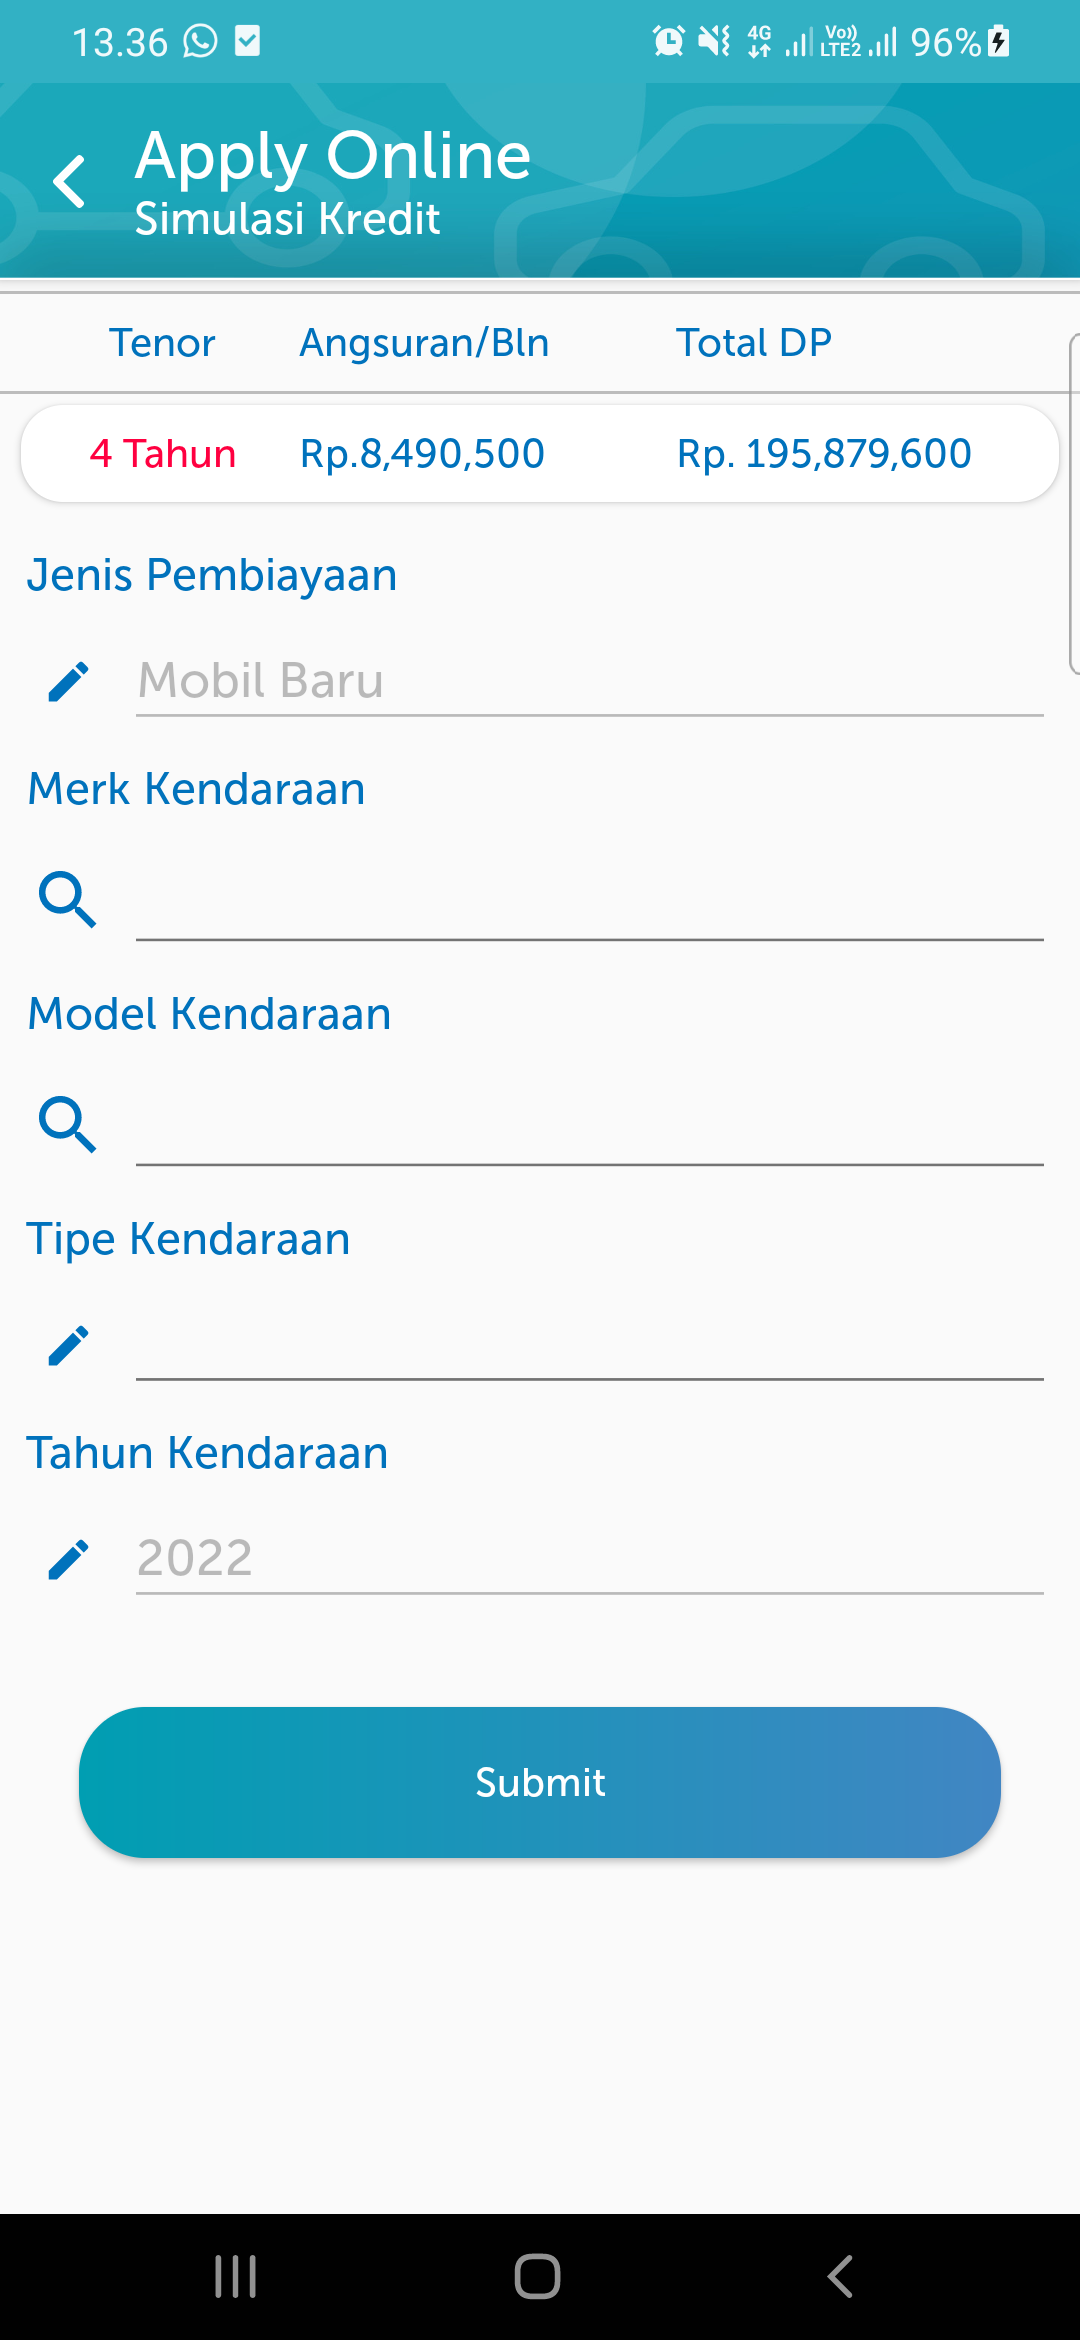 13.36
4G Vo)) LTE2 96%
Apply Online
Simulasi Kredit
Tenor Angsuran/Bln Total DP
4 Tahun Rp.8,490,500 Rp. 195,879,600
Jenis Pembiayaan
Mobil Baru
Merk Kendaraan
Model Kendaraan
Tipe Kendaraan
Tahun Kendaraan
2022
Submit